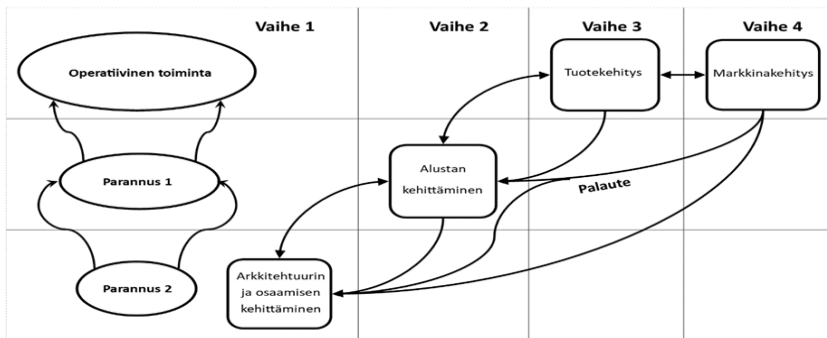 Vaihe 1
Vaihe 2
Vaihe 3
Vaihe 4
Operatiivinen toiminta
Tuotekehitys
Markkinakehitys
Parannus 1
Alustan
kehittäminen
Palaute
Parannus 2
Arkkitehtuurin
ja osaamisen
kehittäminen